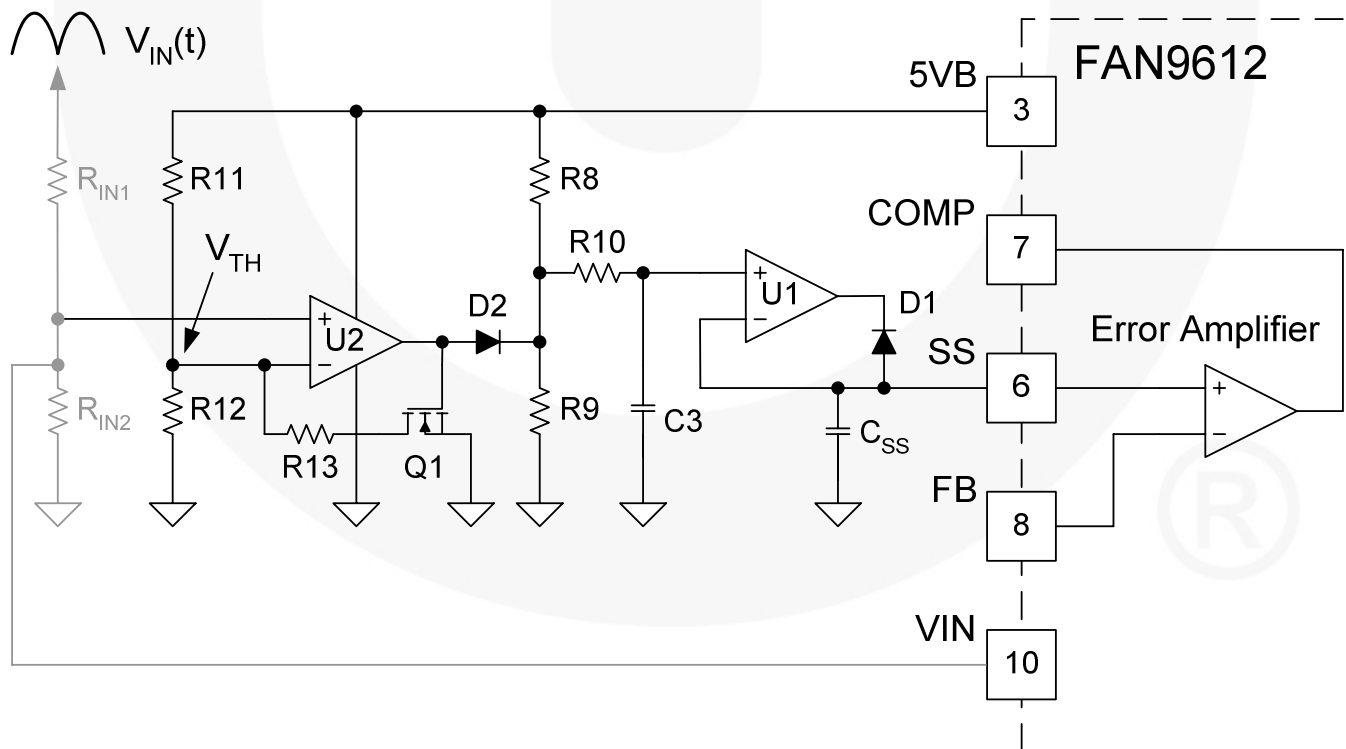 V_IN(t)
FAN9612
5VB
3
R_IN1
R11
R8
COMP
7
V_TH
R10
+
U2
−
D2
+
U1
−
D1
Error Amplifier
SS
6
+
−
R_IN2
R12
R9
C3
C_SS
R13
Q1
FB
8
®
VIN
10